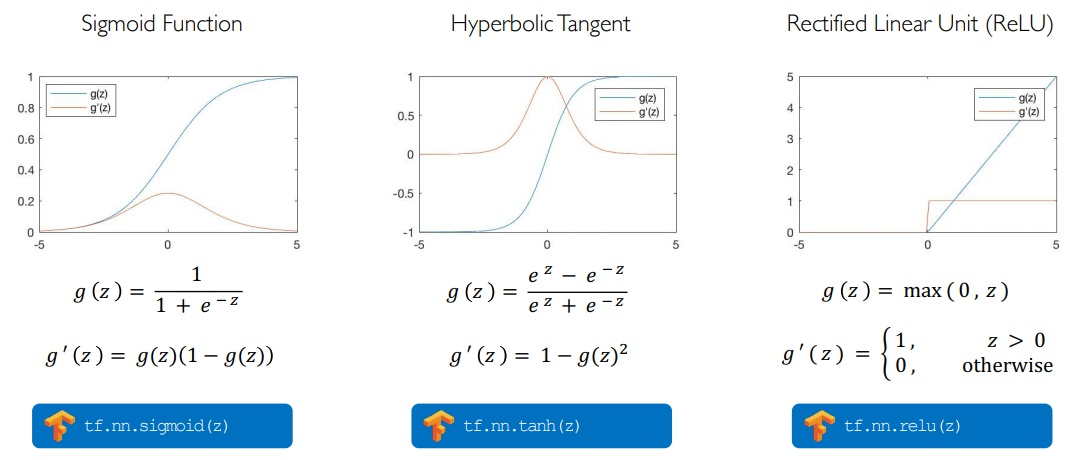 Sigmoid Function
1
0.8
0.6
0.4
0.2
0
-5
0
5
g(z)
g'(z)
g(z) = 1 / (1 + e^{-z})
g'(z) = g(z)(1 − g(z))
tf.nn.sigmoid(z)
Hyperbolic Tangent
1
0.5
0
-0.5
-1
-5
0
5
g(z)
g'(z)
g(z) = (e^z − e^{-z}) / (e^z + e^{-z})
g'(z) = 1 − g(z)²
tf.nn.tanh(z)
Rectified Linear Unit (ReLU)
5
4
3
2
1
0
-5
0
5
g(z)
g'(z)
g(z) = max(0, z)
g'(z) = { 1, z > 0
0, otherwise
tf.nn.relu(z)